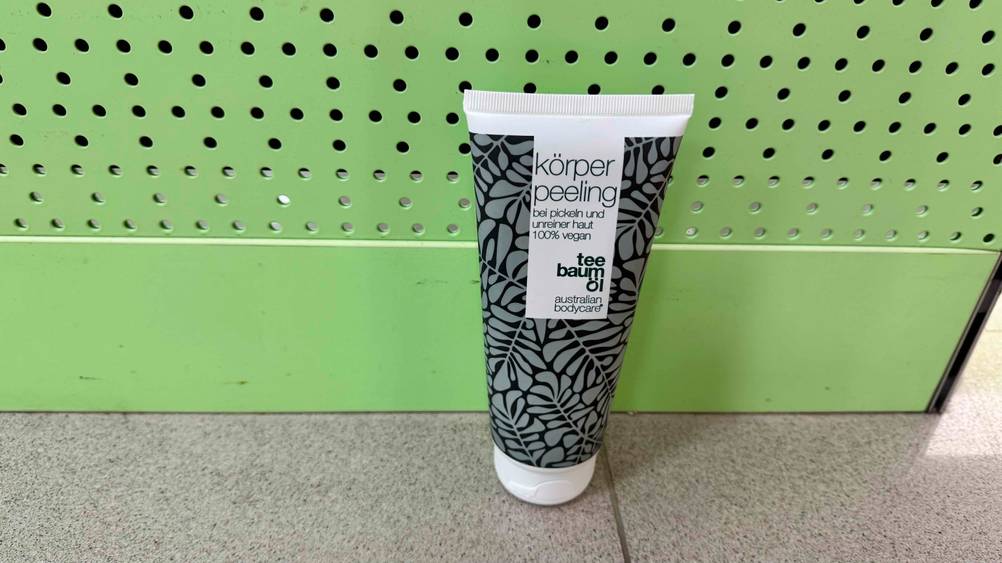 körper
peeling
bei pickeln und
unreiner haut
100% vegan
tee
baum
öl
australian
bodycare®